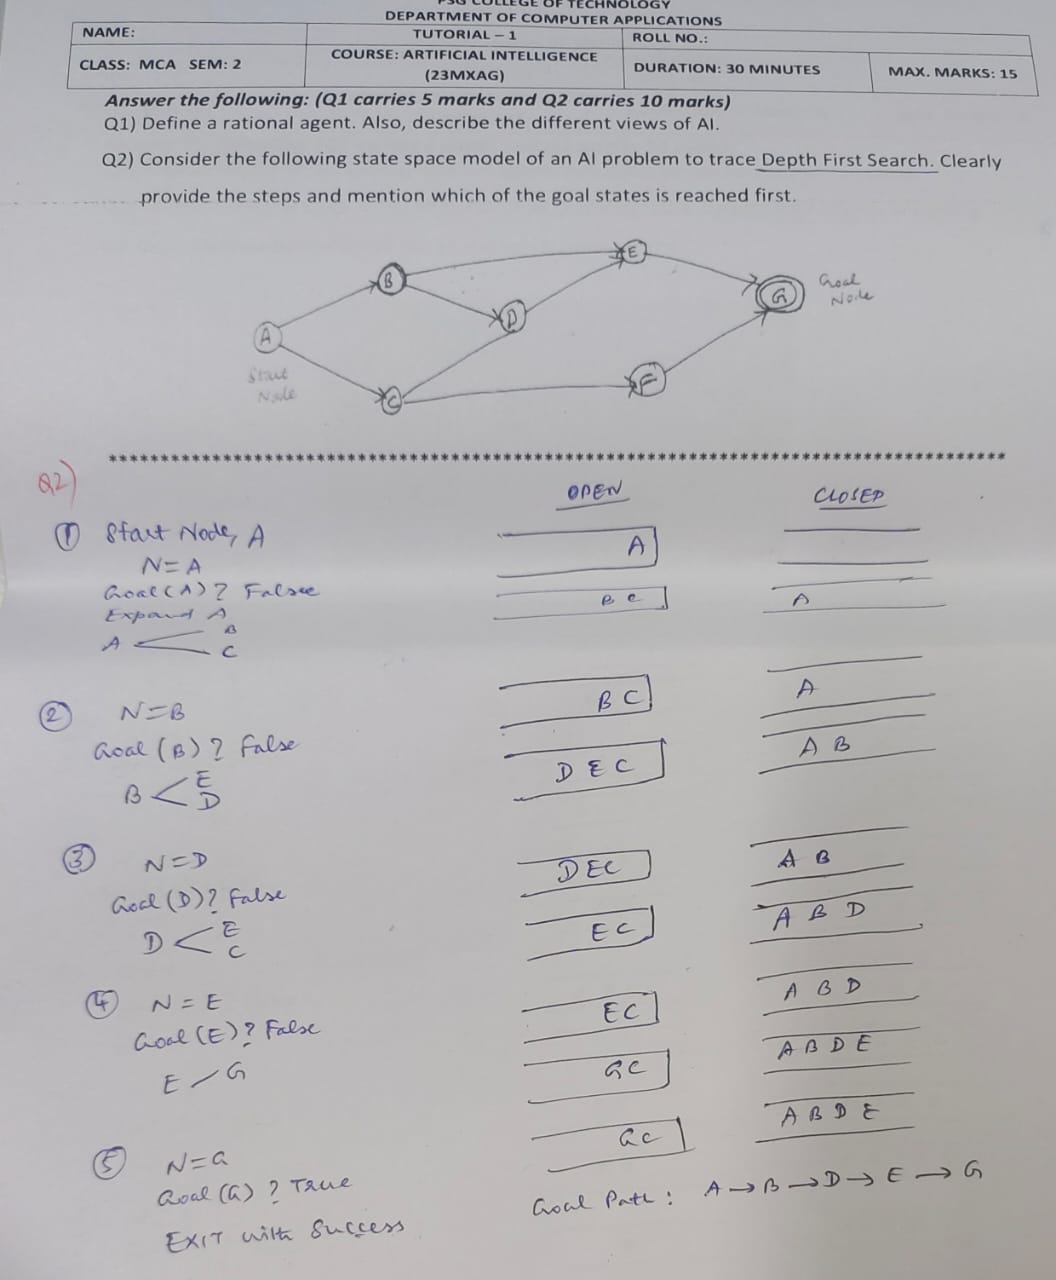 PSG COLLEGE OF TECHNOLOGY
DEPARTMENT OF COMPUTER APPLICATIONS
NAME: TUTORIAL – 1 ROLL NO.:
CLASS: MCA SEM: 2 COURSE: ARTIFICIAL INTELLIGENCE (23MXAG) DURATION: 30 MINUTES MAX. MARKS: 15
Answer the following: (Q1 carries 5 marks and Q2 carries 10 marks)
Q1) Define a rational agent. Also, describe the different views of AI.
Q2) Consider the following state space model of an AI problem to trace Depth First Search. Clearly
provide the steps and mention which of the goal states is reached first.
B E
G Goal Node
D
A
Start Node
F
C
****************************************************************************************
Q2)
OPEN CLOSED
① Start Node, A A
N = A
Goal (A) ? False B C A
Expand A
A < B C
② N = B B C A
Goal (B) ? False D E C A B
B < E D
③ N = D D E C A B
Goal (D) ? False E C A B D
D < E C
④ N = E E C A B D
Goal (E) ? False G C A B D E
E / G
⑤ N = G G C A B D E
Goal (G) ? True Goal Path : A → B → D → E → G
EXIT with Success